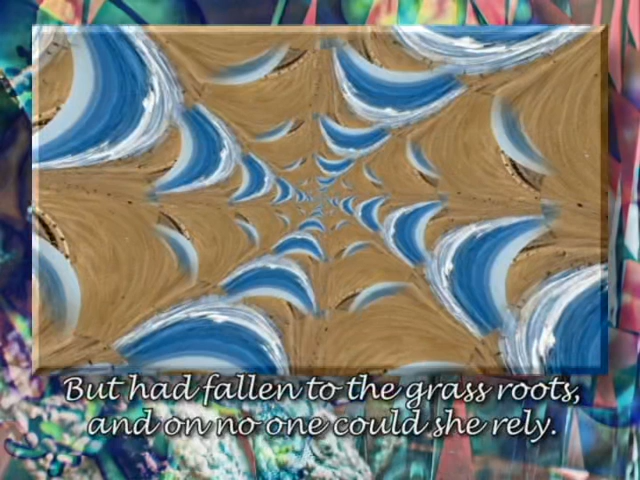 But had fallen to the grass roots,
and on no one could she rely.